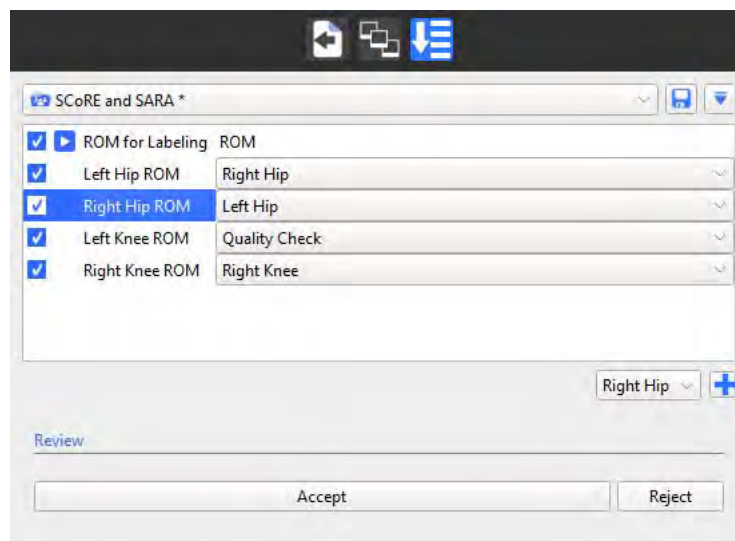 SCoRE and SARA *
ROM for Labeling ROM
Left Hip ROM Right Hip
Right Hip ROM Left Hip
Left Knee ROM Quality Check
Right Knee ROM Right Knee
Right Hip
Review
Accept Reject